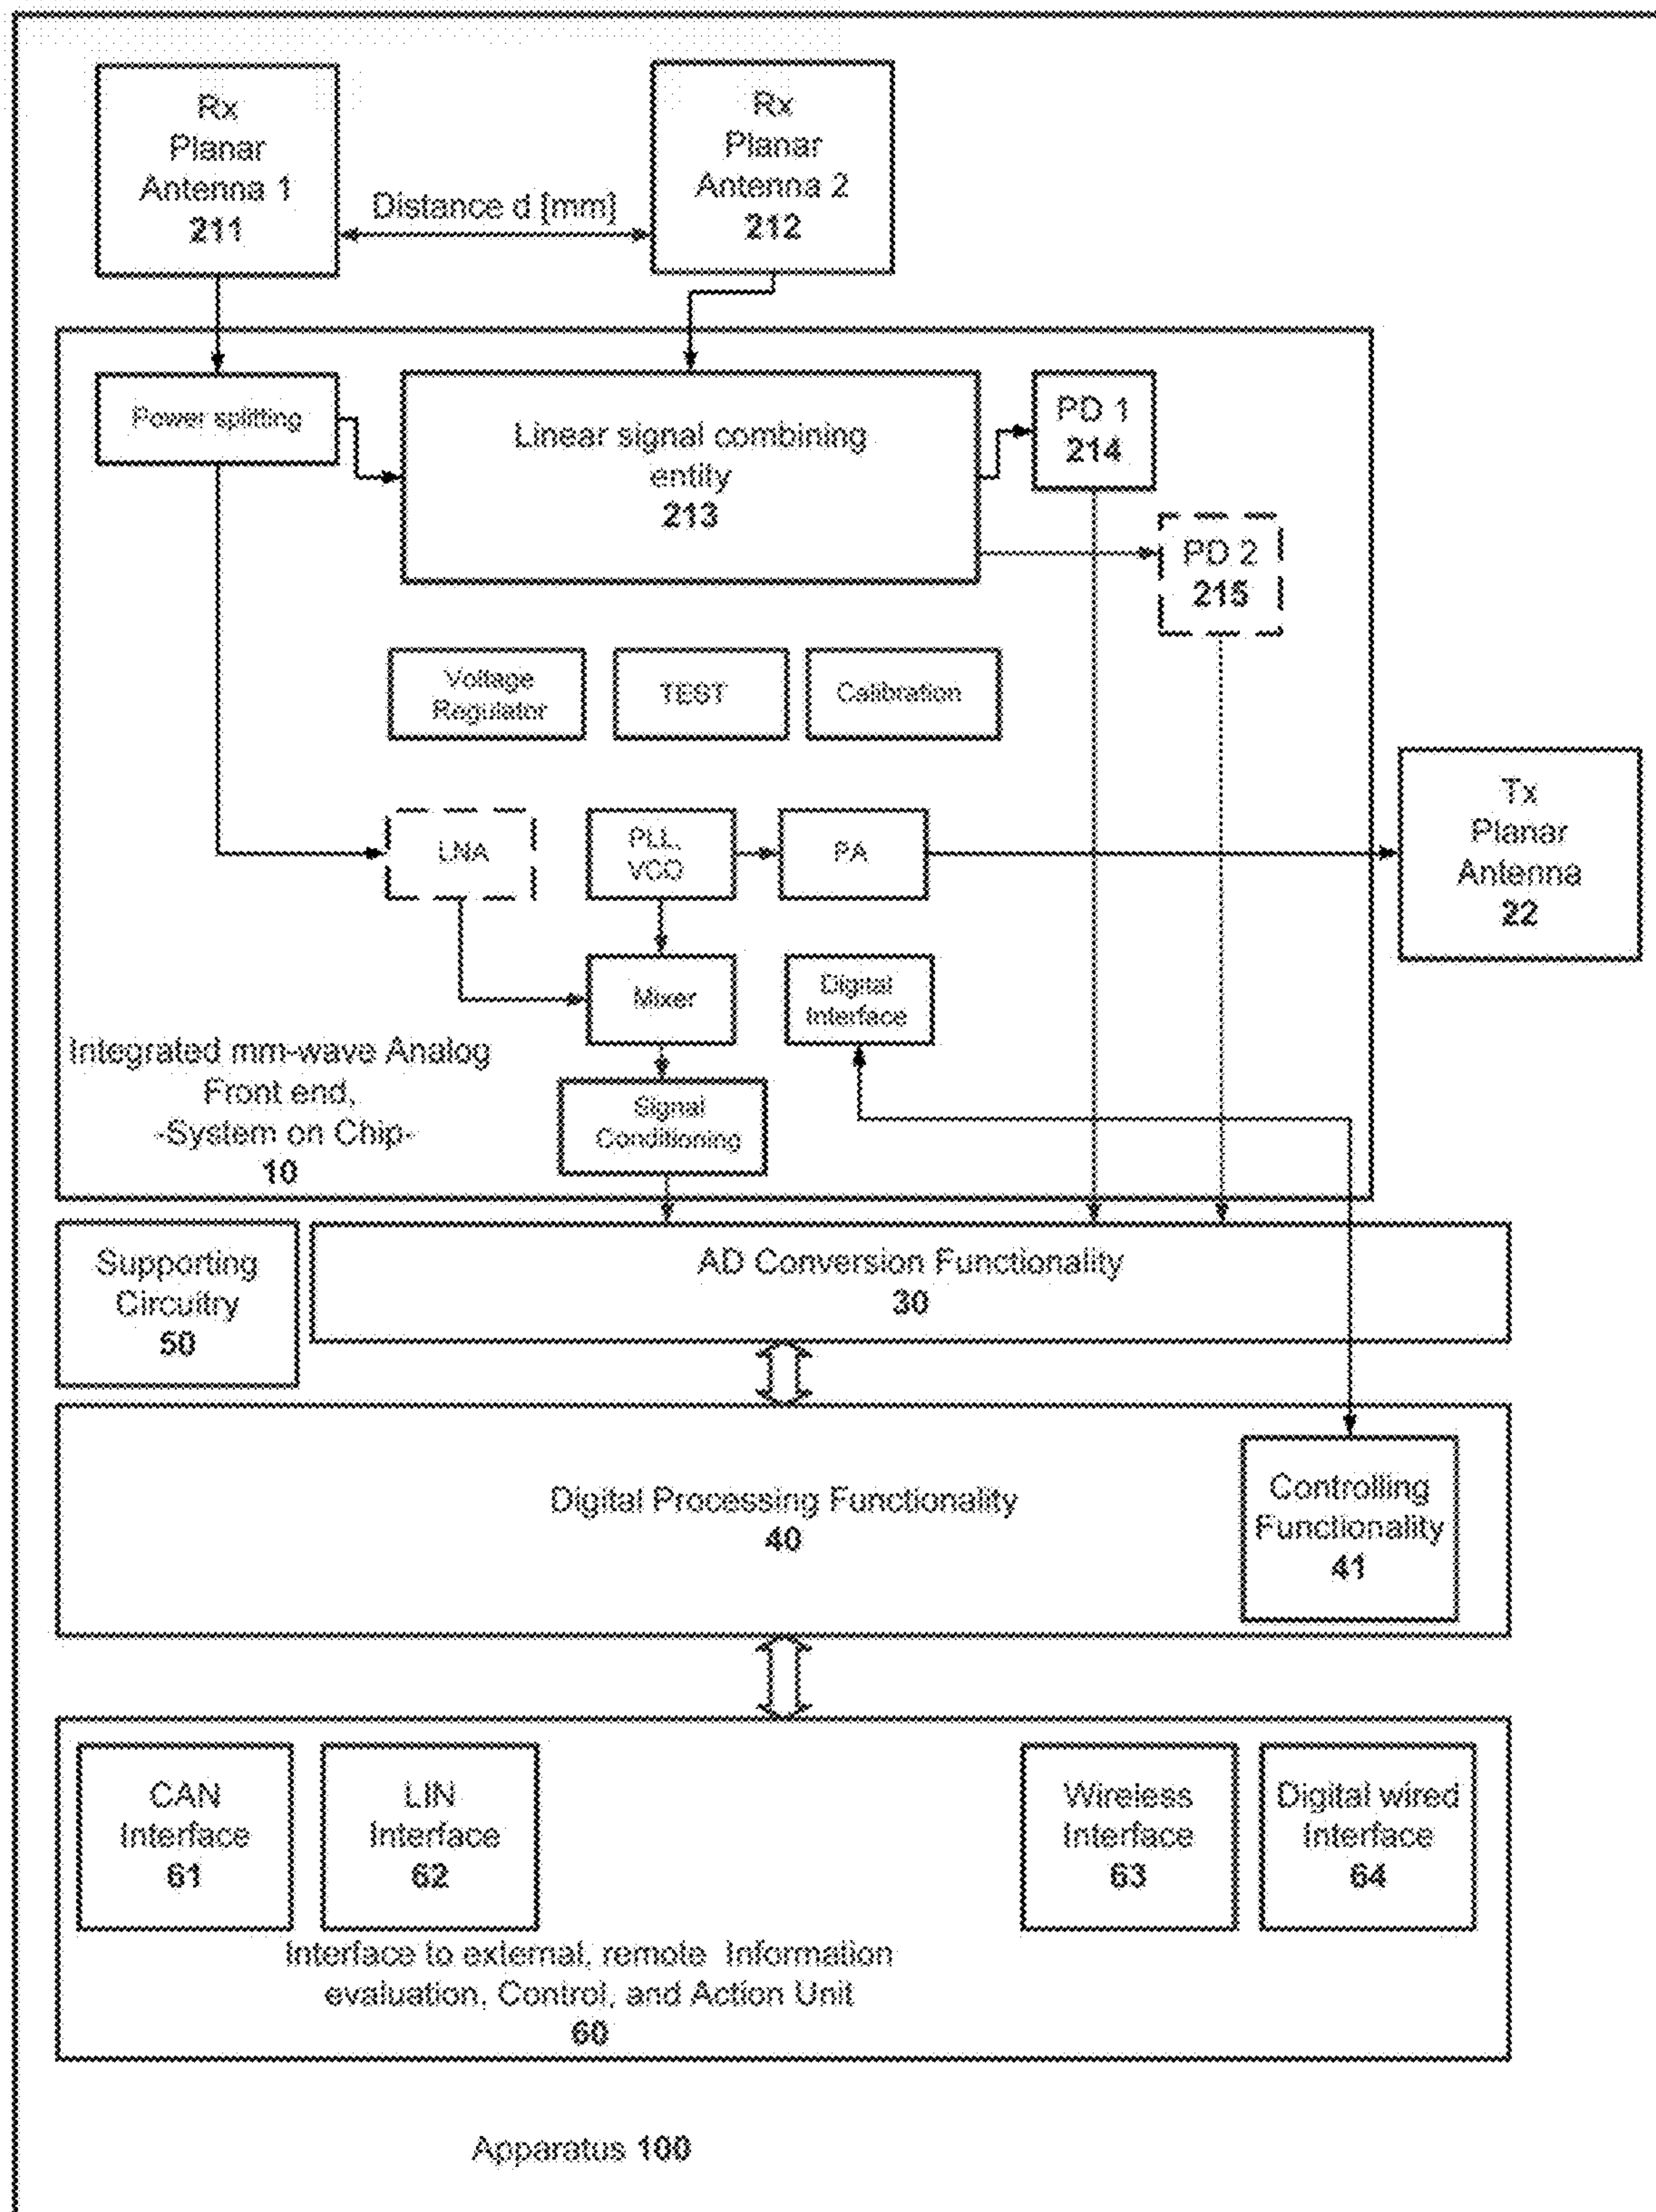 Rx
Planar
Antenna 1
211
Distance d [mm]
Rx
Planar
Antenna 2
212
Power splitting
Linear signal combining
entity
213
PD 1
214
PD 2
215
Voltage
Regulator
TEST
Calibration
LNA
PLL,
VCO
PA
Tx
Planar
Antenna
22
Mixer
Digital
Interface
Integrated mm-wave Analog
Front end,
-System on Chip-
10
Signal
Conditioning
Supporting
Circuitry
50
AD Conversion Functionality
30
Digital Processing Functionality
40
Controlling
Functionality
41
CAN
Interface
61
LIN
Interface
62
Wireless
Interface
63
Digital wired
Interface
64
Interface to external, remote Information
evaluation, Control, and Action Unit
60
Apparatus 100